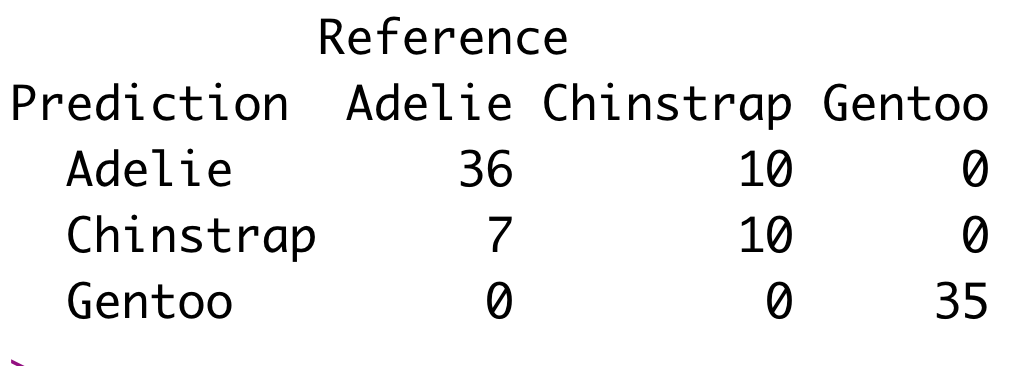 Reference
Prediction Adelie Chinstrap Gentoo
Adelie 36 10 0
Chinstrap 7 10 0
Gentoo 0 0 35
>